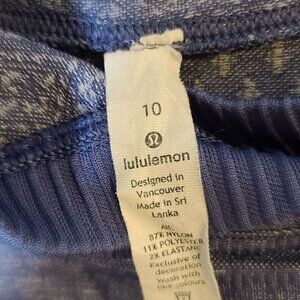 10
lululemon
Designed in
Vancouver
Made in Sri
Lanka
ALL:
87% NYLON
11% POLYESTER
2% ELASTANE
Exclusive of
decoration
Wash with
like colours